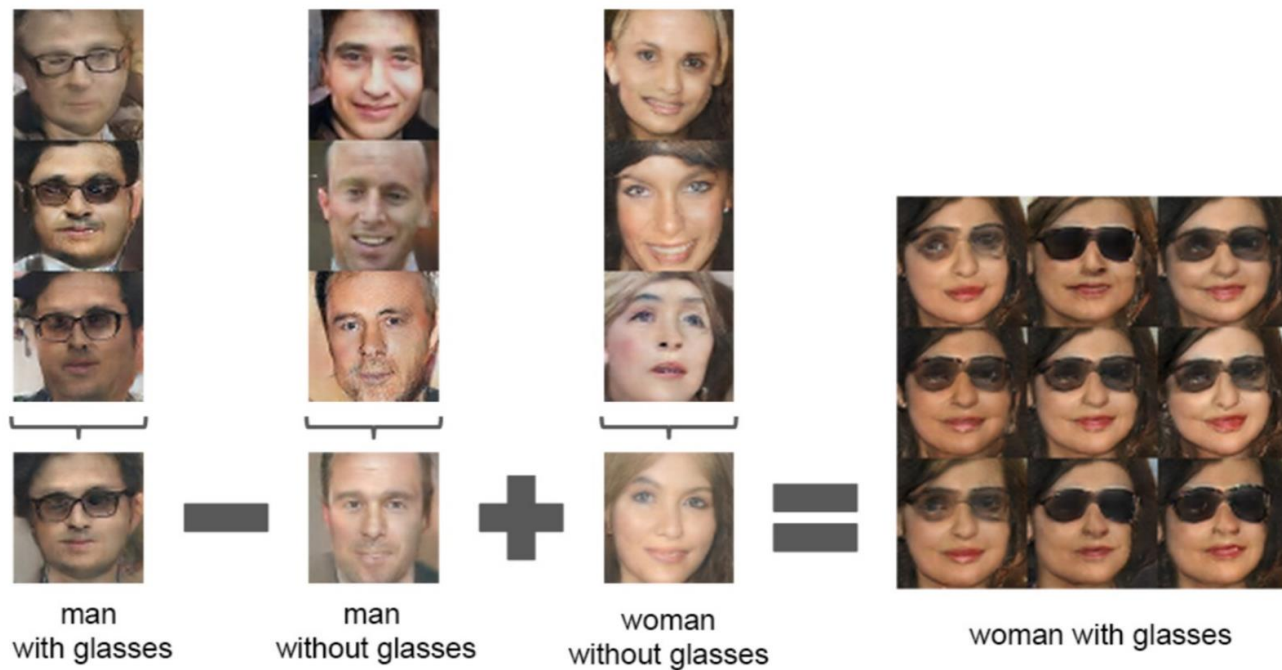 man
with glasses
man
without glasses
woman
without glasses
woman with glasses